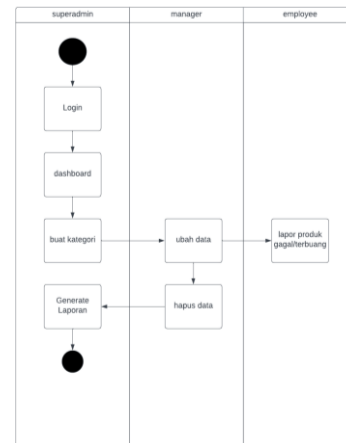 superadmin
manager
employee
Login
dashboard
buat kategori
ubah data
lapor produk
gagal/terbuang
Generate
Laporan
hapus data